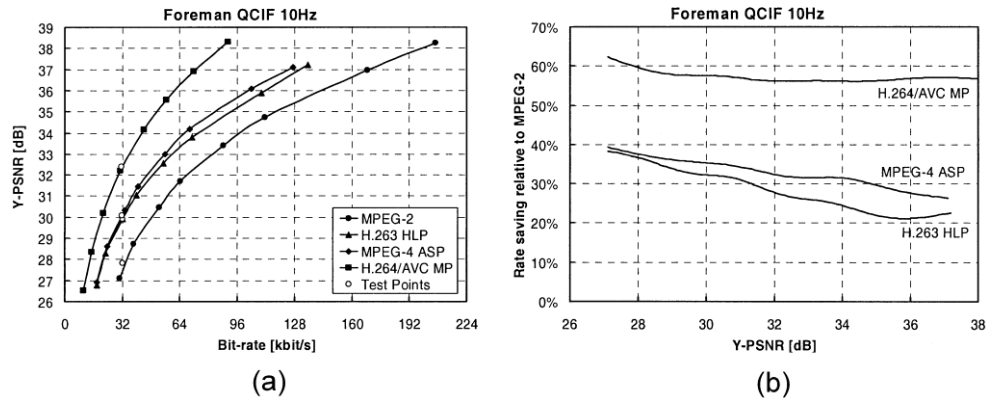 Foreman QCIF 10Hz
Y-PSNR [dB]
39
38
37
36
35
34
33
32
31
30
29
28
27
26
MPEG-2
H.263 HLP
MPEG-4 ASP
H.264/AVC MP
Test Points
0 32 64 96 128 160 192 224
Bit-rate [kbit/s]
(a)
Foreman QCIF 10Hz
Rate saving relative to MPEG-2
70%
60%
50%
40%
30%
20%
10%
0%
H.264/AVC MP
MPEG-4 ASP
H.263 HLP
26 28 30 32 34 36 38
Y-PSNR [dB]
(b)